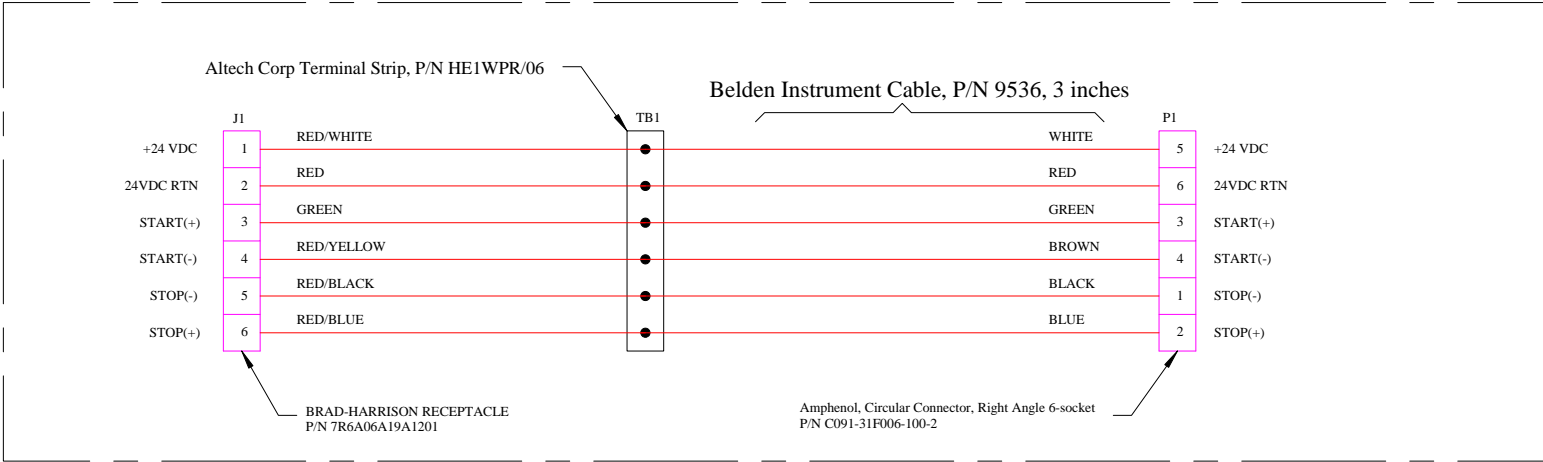 Altech Corp Terminal Strip, P/N HE1WPR/06
Belden Instrument Cable, P/N 9536, 3 inches
J1 TB1 P1
+24 VDC 1 RED/WHITE WHITE 5 +24 VDC
24VDC RTN 2 RED RED 6 24VDC RTN
START(+) 3 GREEN GREEN 3 START(+)
START(-) 4 RED/YELLOW BROWN 4 START(-)
STOP(-) 5 RED/BLACK BLACK 1 STOP(-)
STOP(+) 6 RED/BLUE BLUE 2 STOP(+)
BRAD-HARRISON RECEPTACLE
P/N 7R6A06A19A1201
Amphenol, Circular Connector, Right Angle 6-socket
P/N C091-31F006-100-2